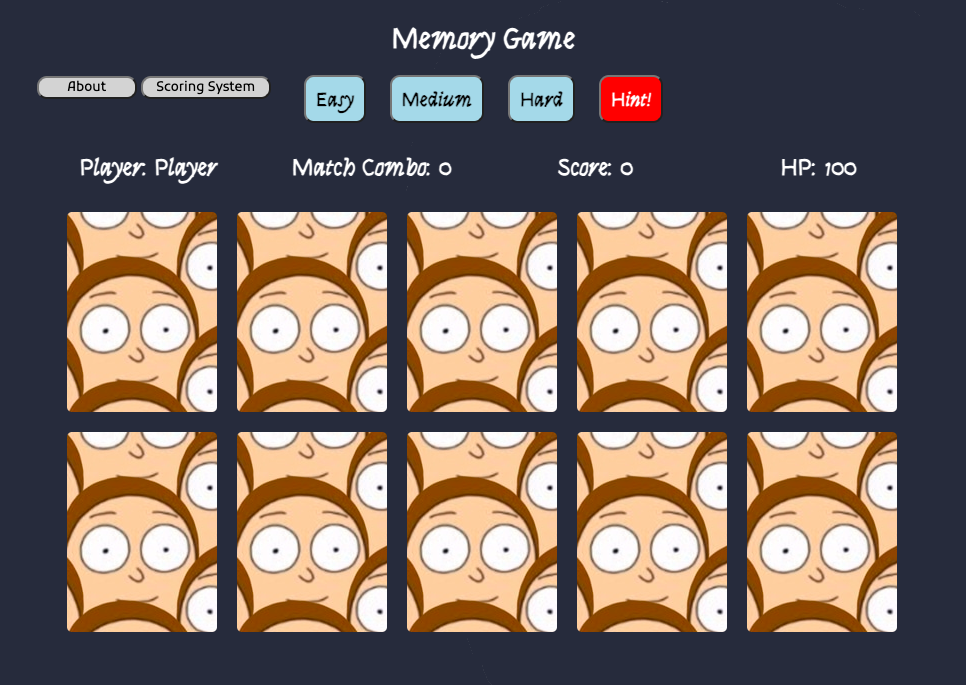 Memory Game
About Scoring System Easy Medium Hard Hint!
Player: Player Match Combo: 0 Score: 0 HP: 100